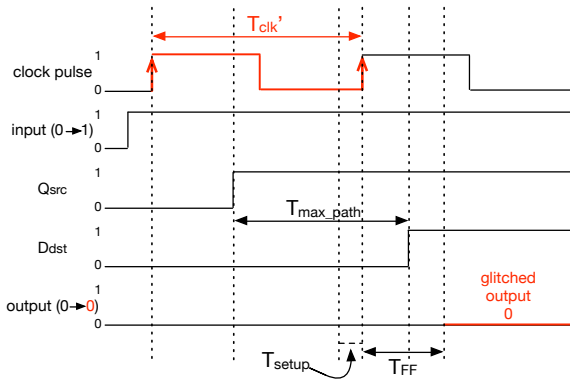 Tclk’
1
clock pulse
0
1
input (0→1)
0
1
Qsrc
0
Tmax_path
1
Ddst
0
1
glitched
output (0→0)
output
0
0
Tsetup
TFF